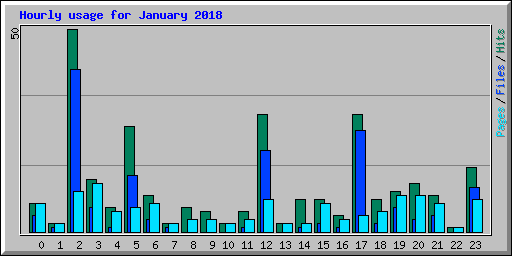 Hourly usage for January 2018
50
Pages/Files/Hits
0 1 2 3 4 5 6 7 8 9 10 11 12 13 14 15 16 17 18 19 20 21 22 23